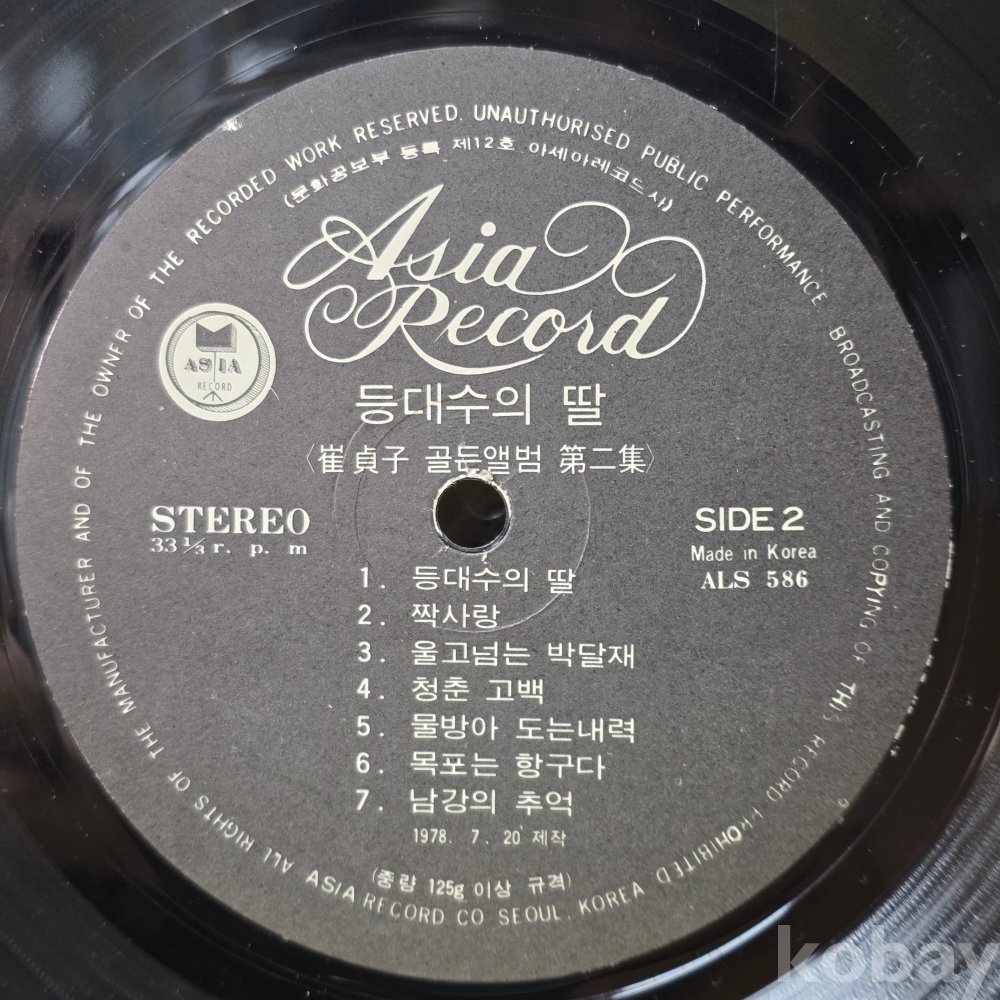 ALL RIGHTS OF THE MANUFACTURER AND OF THE OWNER OF THE RECORDED WORK RESERVED. UNAUTHORISED PUBLIC PERFORMANCE BROADCASTING AND COPYING OF THIS RECORD PROHIBITED
(문화공보부 등록 제12호 아세아레코드사)
Asia
Record
ASIA
RECORD
등대수의 딸
〈崔貞子 골든앨범 第二集〉
STEREO
33⅓ r. p. m
SIDE 2
Made in Korea
ALS 586
1. 등대수의 딸
2. 짝사랑
3. 울고넘는 박달재
4. 청춘 고백
5. 물방아 도는내력
6. 목포는 항구다
7. 남강의 추억
1978. 7. 20 제작
(중량 125g 이상 규격)
ASIA RECORD CO SEOUL. KOREA
kobay